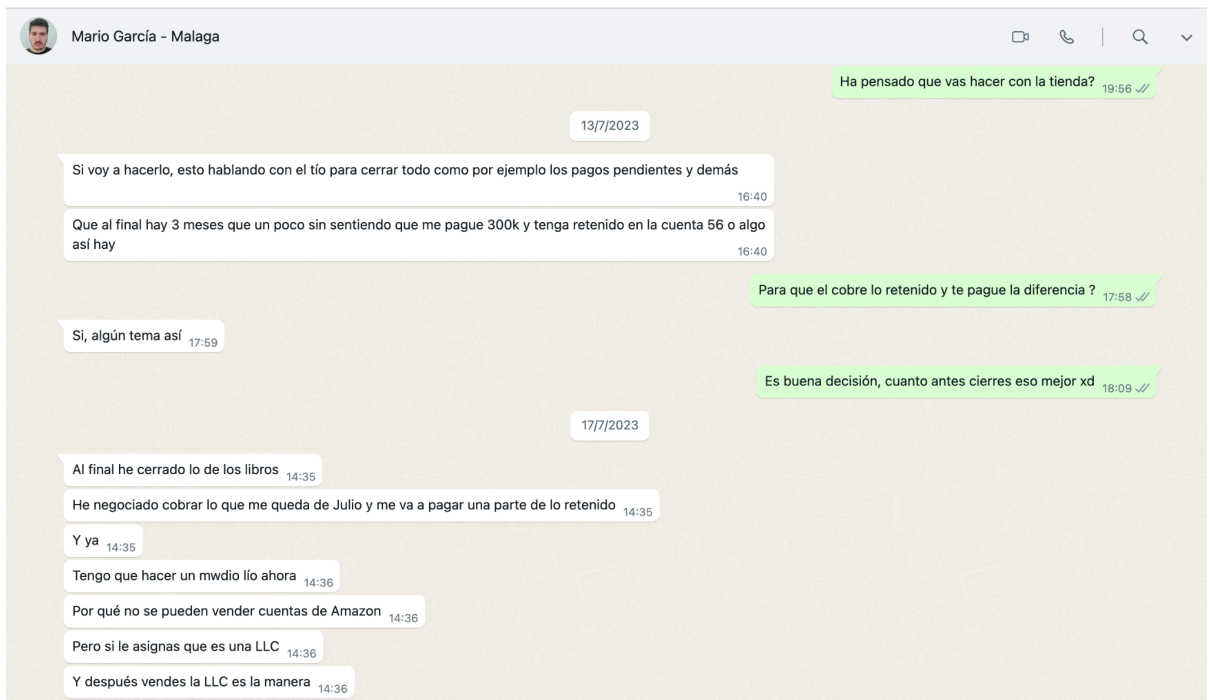 Mario García - Malaga
Ha pensado que vas hacer con la tienda? 19:56
13/7/2023
Si voy a hacerlo, esto hablando con el tío para cerrar todo como por ejemplo los pagos pendientes y demás
16:40
Que al final hay 3 meses que un poco sin sentiendo que me pague 300k y tenga retenido en la cuenta 56 o algo
así hay
16:40
Para que el cobre lo retenido y te pague la diferencia ? 17:58
Si, algún tema así 17:59
Es buena decisión, cuanto antes cierres eso mejor xd 18:09
17/7/2023
Al final he cerrado lo de los libros 14:35
He negociado cobrar lo que me queda de Julio y me va a pagar una parte de lo retenido 14:35
Y ya 14:35
Tengo que hacer un mwdio lío ahora 14:36
Por qué no se pueden vender cuentas de Amazon 14:36
Pero si le asignas que es una LLC 14:36
Y después vendes la LLC es la manera 14:36